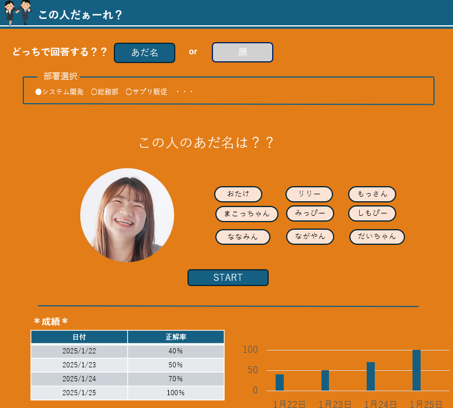 この人だぁーれ？
どっちで回答する？？ あだ名 or 顔
部署選択
●システム開発 〇総務部 〇サプリ販促 ・・・
この人のあだ名は？？
おたけ リリー もっさん
まこっちゃん みっぴー しもぴー
ななみん ながやん だいちゃん
START
＊成績＊
日付 正解率
2025/1/22 40%
2025/1/23 50%
2025/1/24 70%
2025/1/25 100%
100
50
0
1月22日 1月23日 1月24日 1月25日